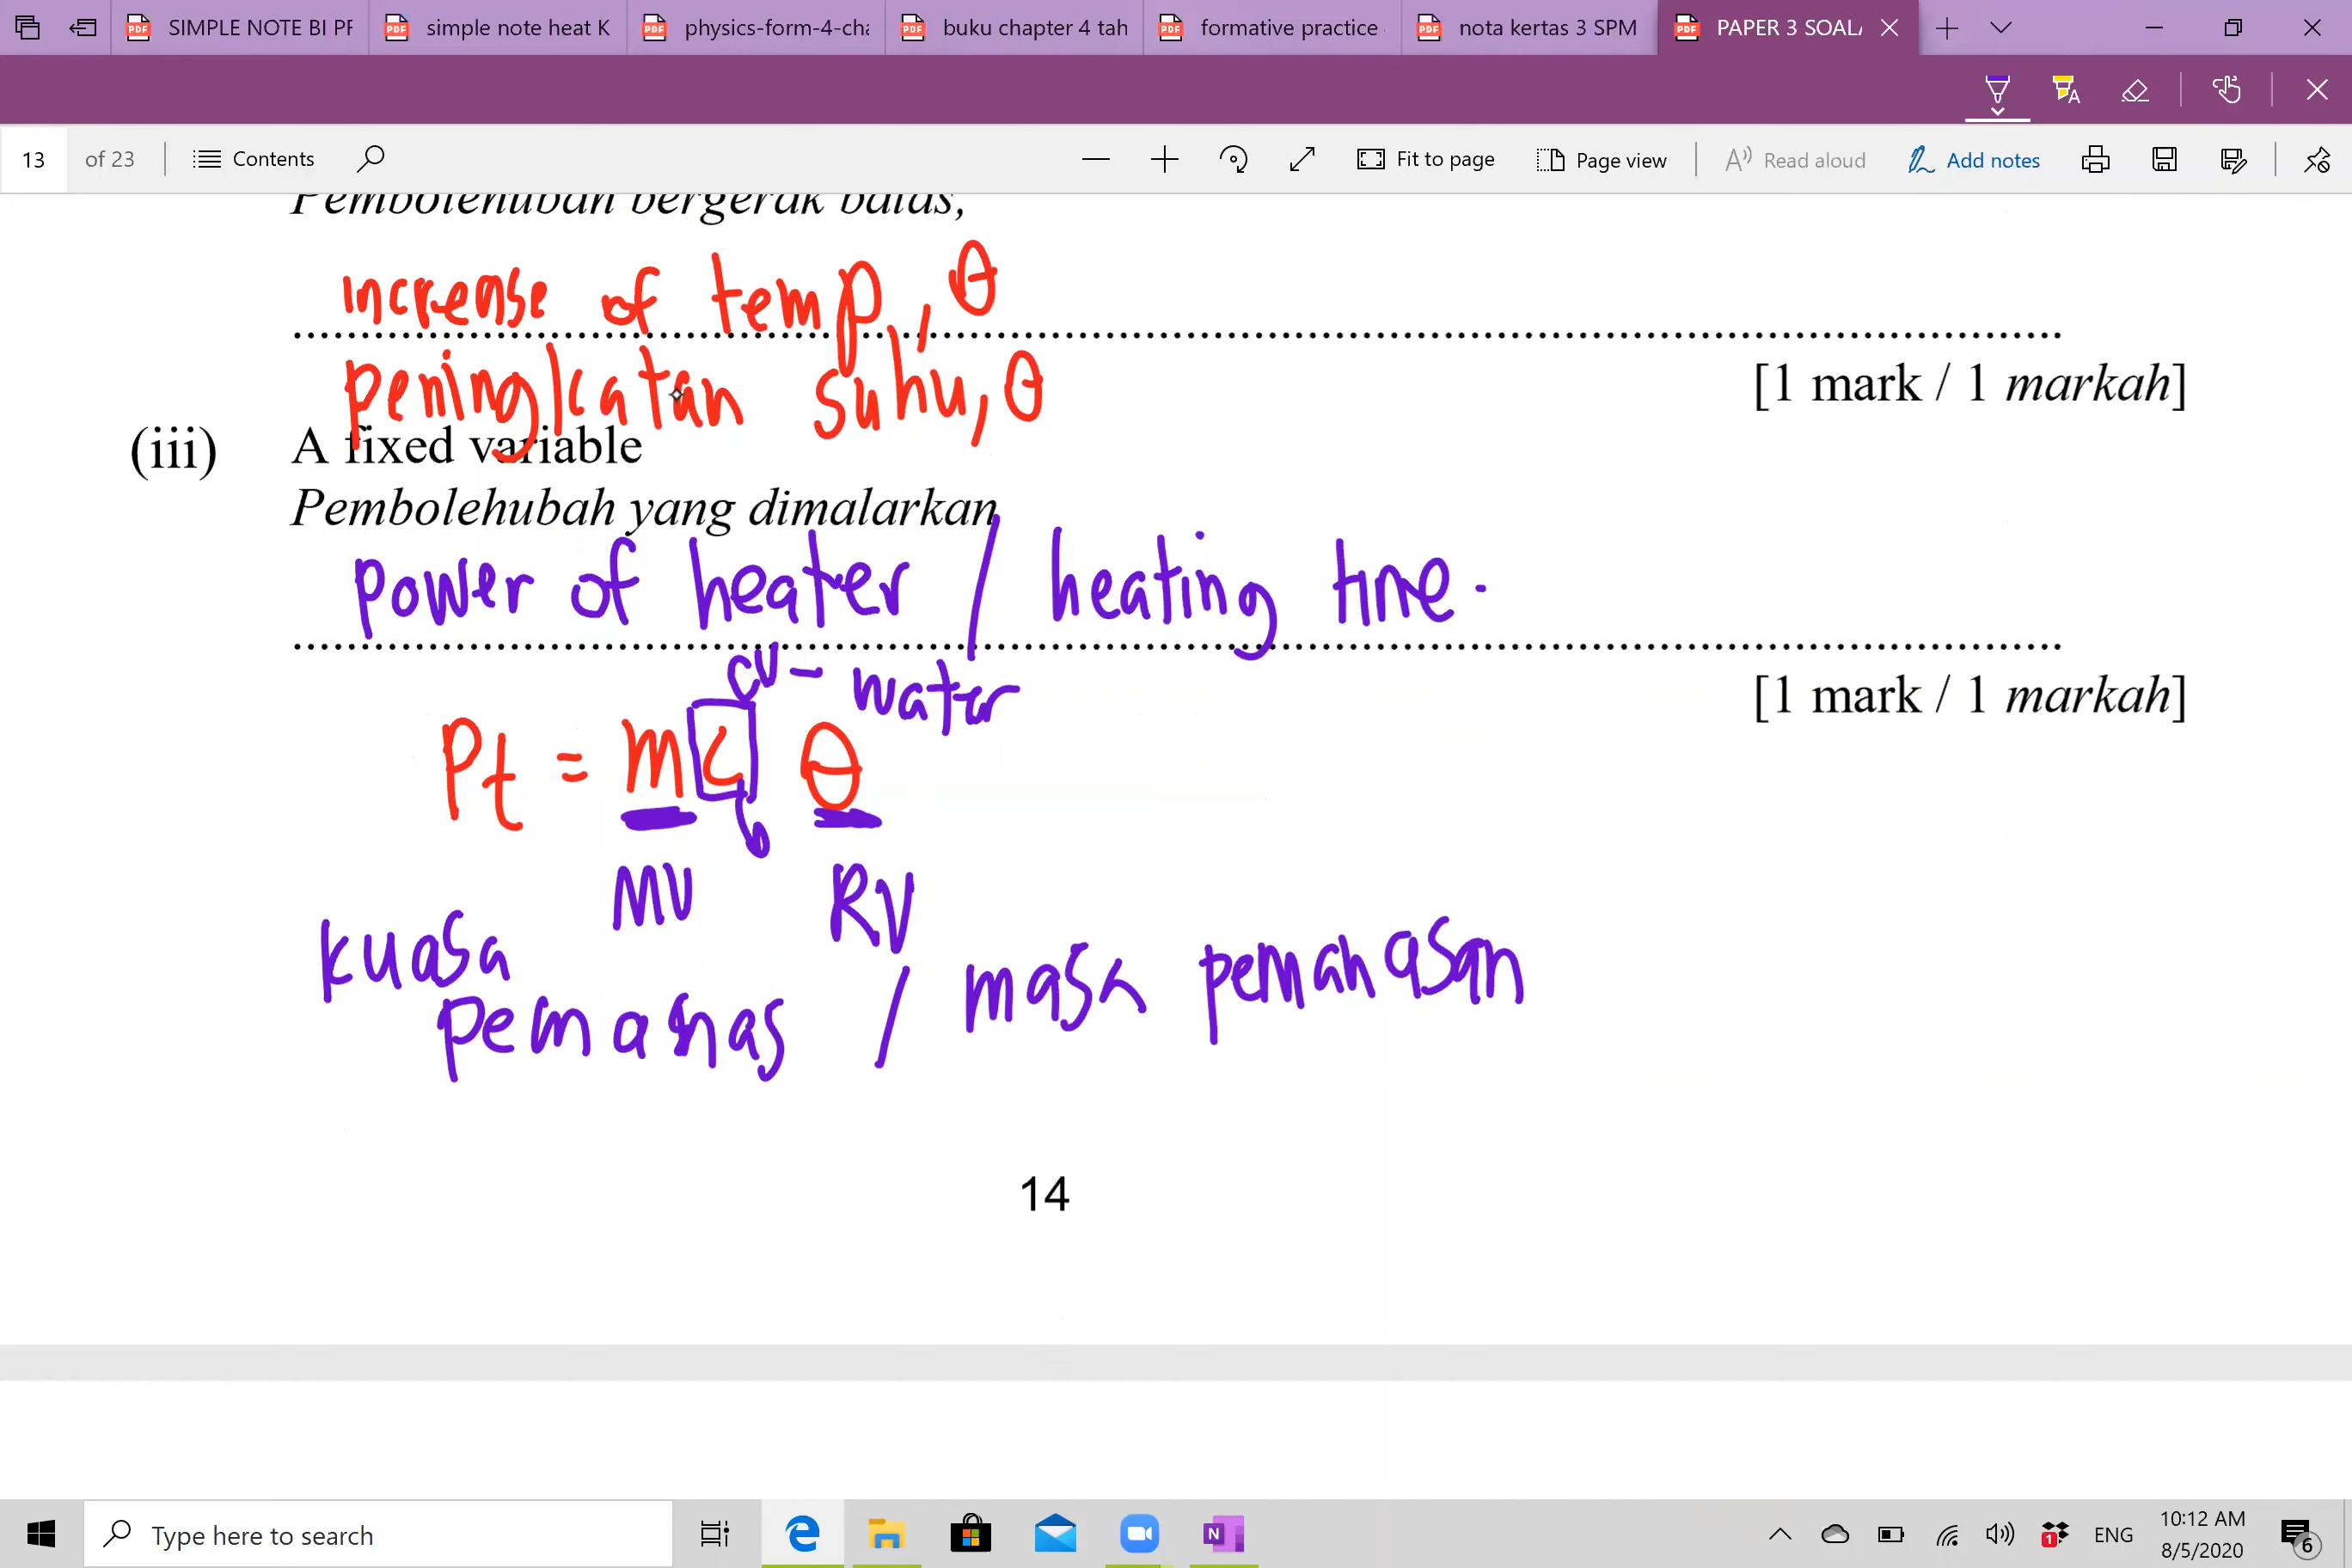 SIMPLE NOTE BI PF
simple note heat K
physics-form-4-cha
buku chapter 4 tah
formative practice
nota kertas 3 SPM
PAPER 3 SOAL
13 of 23 Contents Fit to page Page view Read aloud Add notes
Pembolehubah bergerak balas,
increase of temp, θ
peningkatan suhu, θ
[1 mark / 1 markah]
(iii) A fixed variable
Pembolehubah yang dimalarkan
power of heater / heating time.
CV - water
[1 mark / 1 markah]
Pt = mc θ
MV RV
kuasa pemanas / masa pemanasan
14
Type here to search
ENG
10:12 AM
8/5/2020
1
6